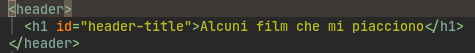 <header>
<h1 id="header-title">Alcuni film che mi piacciono</h1>
</header>